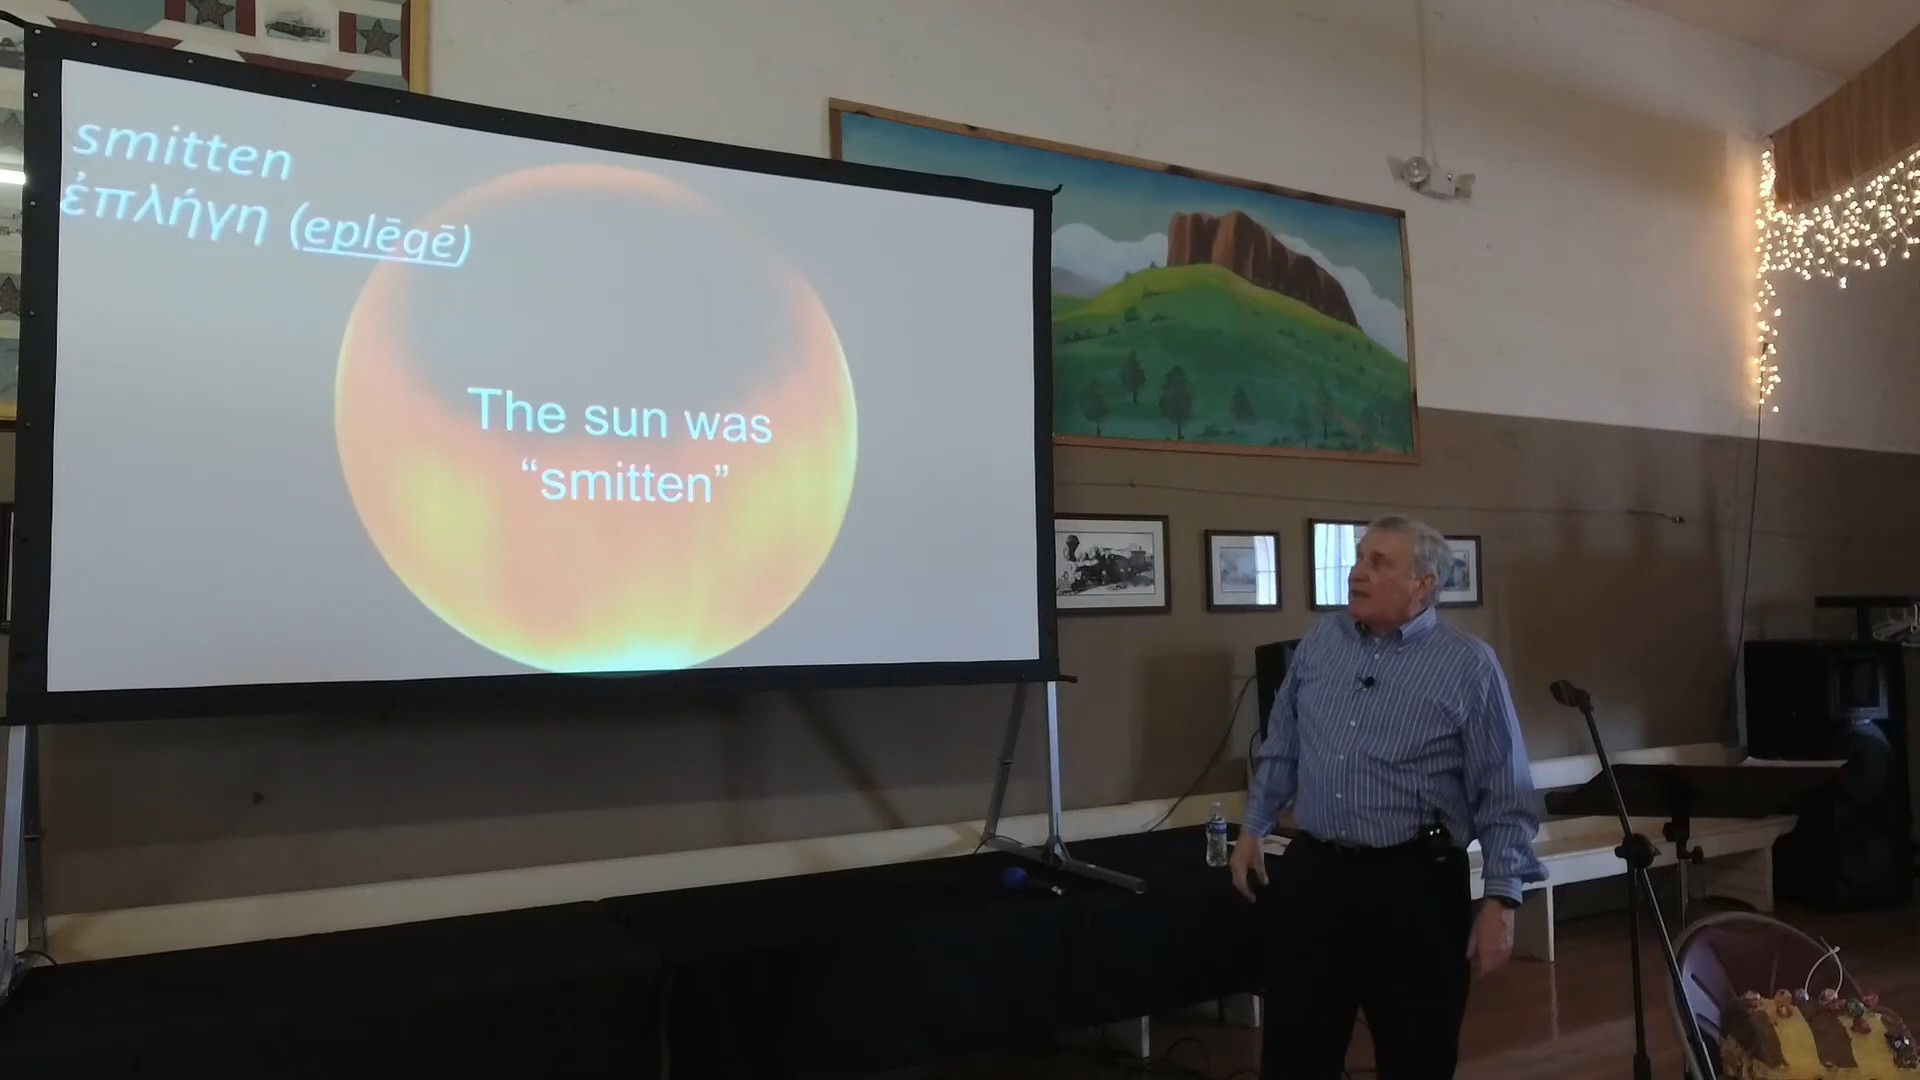 smitten
ἐπλήγη (eplēgē)
The sun was
“smitten”